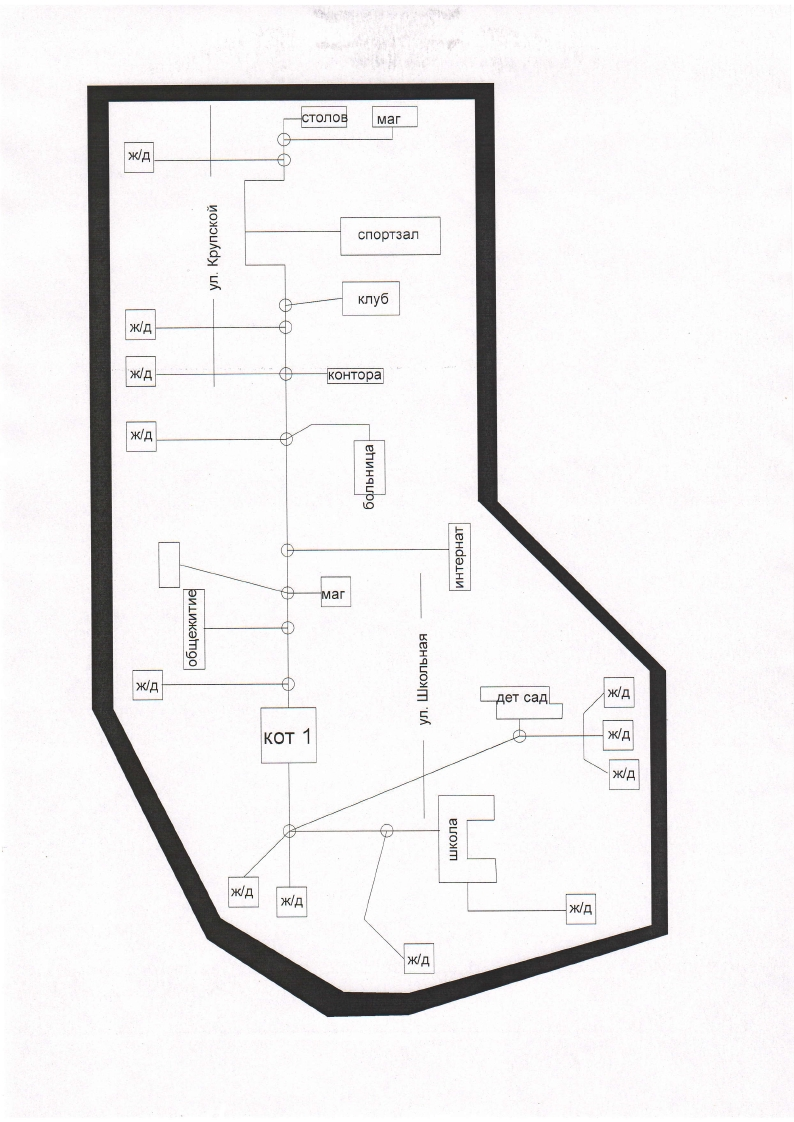 столов
маг
ж/д
ул. Крупской
спортзал
клуб
ж/д
ж/д
контора
ж/д
больница
интернат
маг
общежитие
ж/д
ул. Школьная
дет сад
ж/д
кот 1
ж/д
ж/д
школа
ж/д
ж/д
ж/д
ж/д